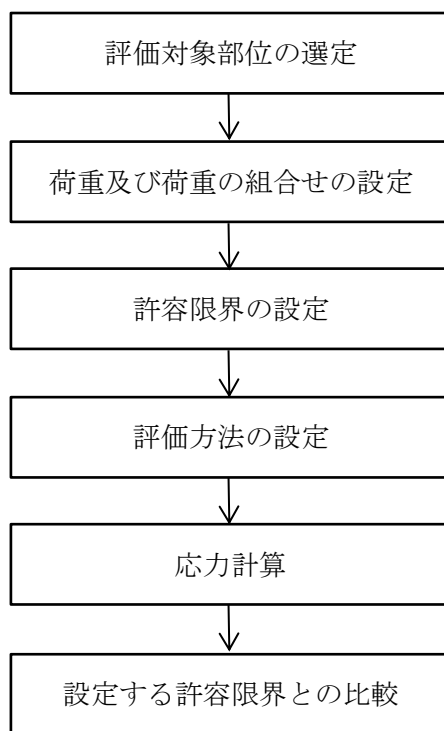 評価対象部位の選定
荷重及び荷重の組合せの設定
許容限界の設定
評価方法の設定
応力計算
設定する許容限界との比較